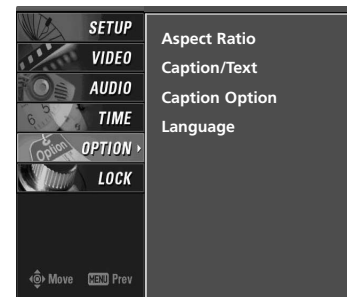 SETUP
VIDEO
AUDIO
TIME
OPTION
LOCK
Move MENU Prev
Aspect Ratio
Caption/Text
Caption Option
Language